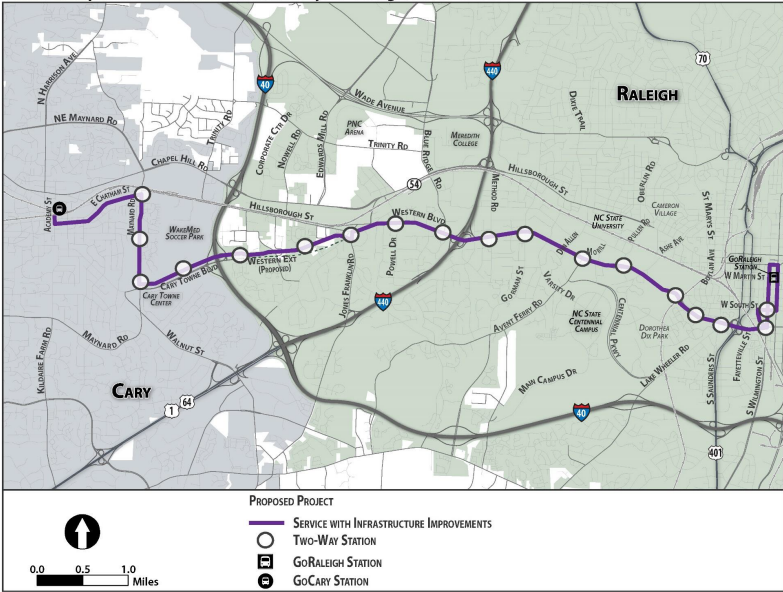 N HARRISON AVE
NE MAYNARD RD
TRINITY RD
CHAPEL HILL RD
40
CORPORATE CTR DR
NOWELL RD
EDWARDS MILL RD
WADE AVENUE
PNC
ARENA
TRINITY RD
BLUE RIDGE
RD
MEREDITH
COLLEGE
440
DIXIE TRAIL
RALEIGH
70
54
HILLSBOROUGH ST
METHOD RD
OBERLIN RD
CAMERON
VILLAGE
ST MARYS ST
ACADEMY ST
E CHATHAM ST
MAYNARD RD
WAKEMED
SOCCER PARK
HILLSBORO ST
WESTERN BLVD
NC STATE
UNIVERSITY
PULLEN RD
ASHE AVE
BOYLAN AVE
GORALEIGH
STATION
W MARTIN ST
WESTERN EXT
(PROPOSED)
CARY TOWNE BLVD
CARY TOWNE
CENTER
JONES FRANKLIN RD
POWELL DR
440
GORMAN ST
AVENT FERRY RD
VARSITY DR
NC STATE
CENTENNIAL
CAMPUS
CENTENNIAL
PKWY
DOROTHEA
DIX PARK
W SOUTH ST
KILDAIRE FARM RD
MAYNARD RD
WALNUT ST
CARY
1
64
MAIN CAMPUS DR
LAKE WHEELER RD
S SAUNDERS ST
FAYETTEVILLE ST
S WILMINGTON ST
40
401
PROPOSED PROJECT
SERVICE WITH INFRASTRUCTURE IMPROVEMENTS
TWO-WAY STATION
GORALEIGH STATION
GOCARY STATION
0.0 0.5 1.0
MILES